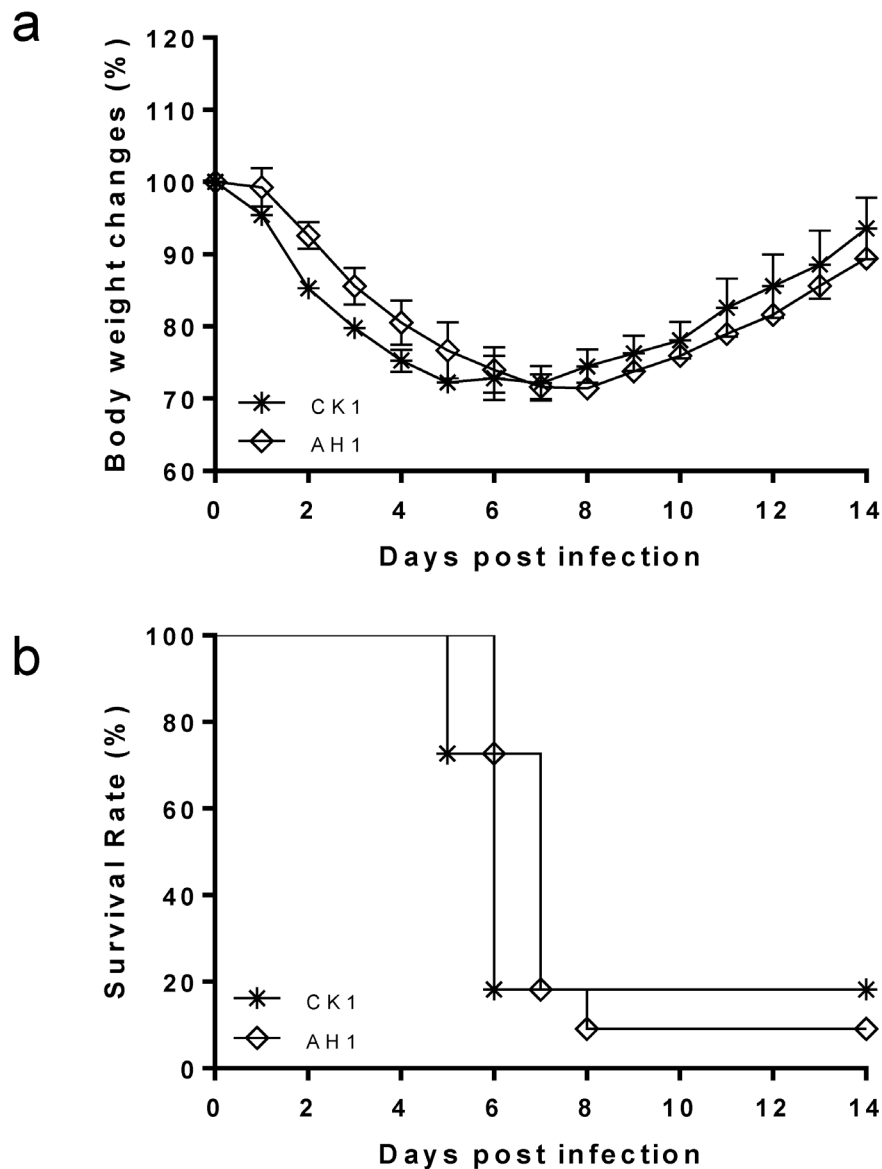 a
Body weight changes (%)
120
110
100
90
80
70
60
CK1
AH1
0 2 4 6 8 10 12 14
Days post infection
b
Survival Rate (%)
100
80
60
40
20
0
CK1
AH1
0 2 4 6 8 10 12 14
Days post infection